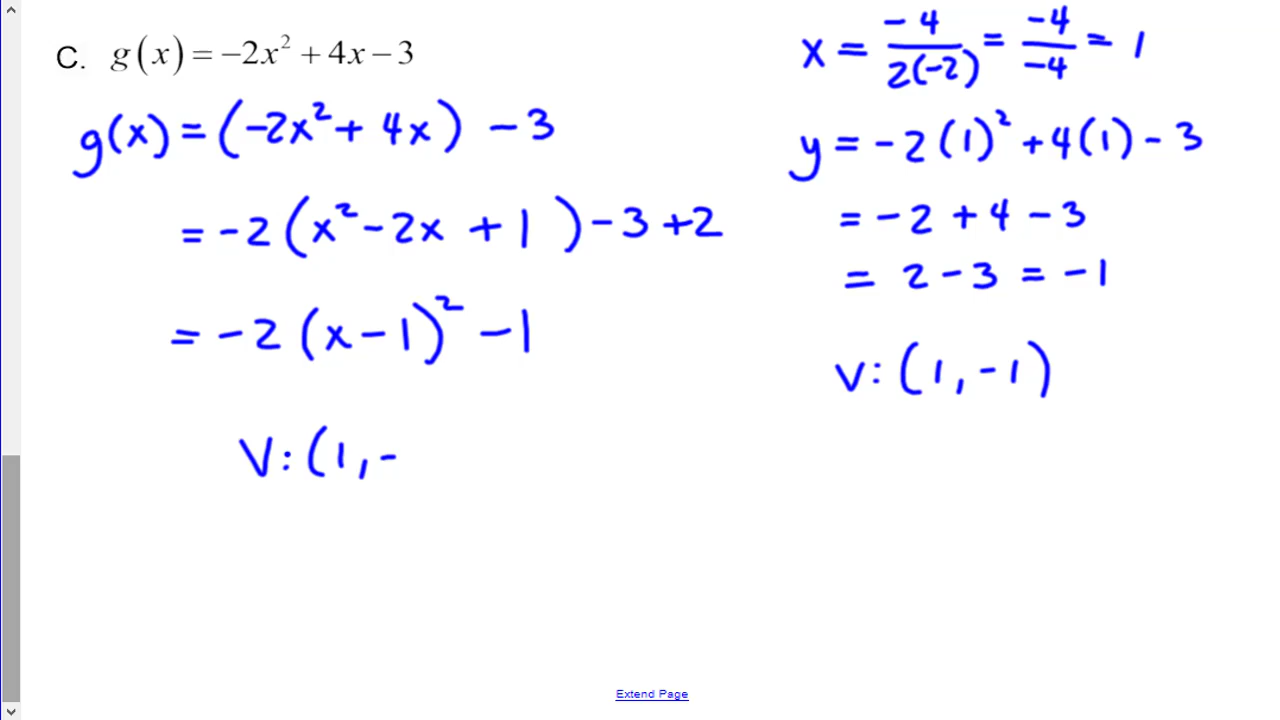 C. g(x) = −2x² + 4x − 3
g(x) = (-2x² + 4x) - 3
= -2(x² - 2x + 1) - 3 + 2
= -2(x - 1)² - 1
V: (1, -
x = -4/2(-2) = -4/-4 = 1
y = -2(1)² + 4(1) - 3
= -2 + 4 - 3
= 2 - 3 = -1
V: (1, -1)
Extend Page